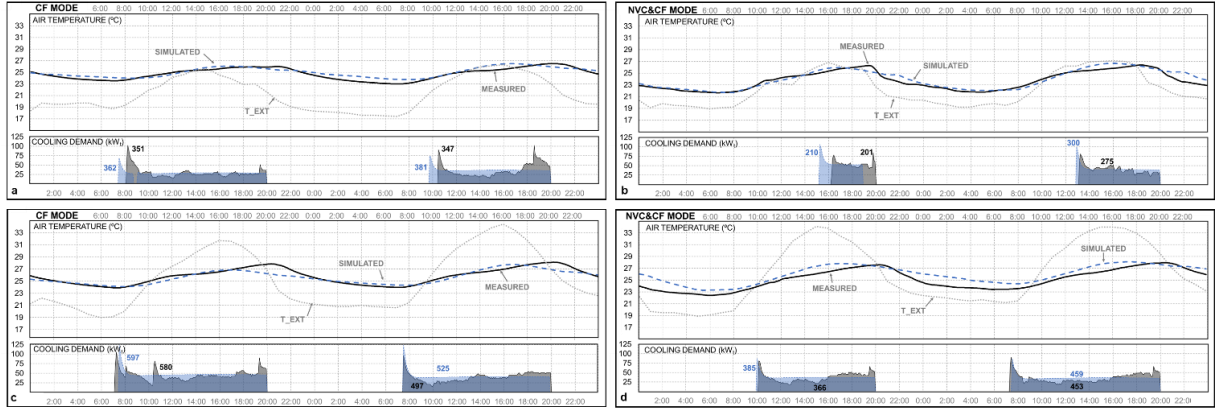 CF MODE 6:00 8:00 10:00 12:00 14:00 16:00 18:00 20:00 22:00 0:00 2:00 4:00 6:00 8:00 10:00 12:00 14:00 16:00 18:00 20:00 22:00
AIR TEMPERATURE (ºC)
35
33
31
29
27
25
23
21
19
17
SIMULATED
MEASURED
T_EXT
COOLING DEMAND (kWₜ)
125
100
75
50
25
362
351
381
347
a
2:00 4:00 6:00 8:00 10:00 12:00 14:00 16:00 18:00 20:00 22:00 0:00 2:00 4:00 6:00 8:00 10:00 12:00 14:00 16:00 18:00 20:00 22:00
NVC&CF MODE 6:00 8:00 10:00 12:00 14:00 16:00 18:00 20:00 22:00 0:00 2:00 4:00 6:00 8:00 10:00 12:00 14:00 16:00 18:00 20:00 22:00
AIR TEMPERATURE (ºC)
35
33
31
29
27
25
23
21
19
17
MEASURED
SIMULATED
T_EXT
COOLING DEMAND (kWₜ)
125
100
75
50
25
210
201
300
275
b
2:00 4:00 6:00 8:00 10:00 12:00 14:00 16:00 18:00 20:00 22:00 0:00 2:00 4:00 6:00 8:00 10:00 12:00 14:00 16:00 18:00 20:00 22:00
CF MODE 6:00 8:00 10:00 12:00 14:00 16:00 18:00 20:00 22:00 0:00 2:00 4:00 6:00 8:00 10:00 12:00 14:00 16:00 18:00 20:00 22:00
AIR TEMPERATURE (ºC)
33
31
29
27
25
23
21
19
17
SIMULATED
MEASURED
T_EXT
COOLING DEMAND (kWₜ)
125
100
75
50
25
597
580
525
497
c
2:00 4:00 6:00 8:00 10:00 12:00 14:00 16:00 18:00 20:00 22:00 0:00 2:00 4:00 6:00 8:00 10:00 12:00 14:00 16:00 18:00 20:00 22:00
NVC&CF MODE 6:00 8:00 10:00 12:00 14:00 16:00 18:00 20:00 22:00 0:00 2:00 4:00 6:00 8:00 10:00 12:00 14:00 16:00 18:00 20:00 22:00
AIR TEMPERATURE (ºC)
33
31
29
27
25
23
21
19
17
SIMULATED
MEASURED
T_EXT
COOLING DEMAND (kWₜ)
125
100
75
50
25
385
366
459
453
d
2:00 4:00 6:00 8:00 10:00 12:00 14:00 16:00 18:00 20:00 22:00 0:00 2:00 4:00 6:00 8:00 10:00 12:00 14:00 16:00 18:00 20:00 22:00